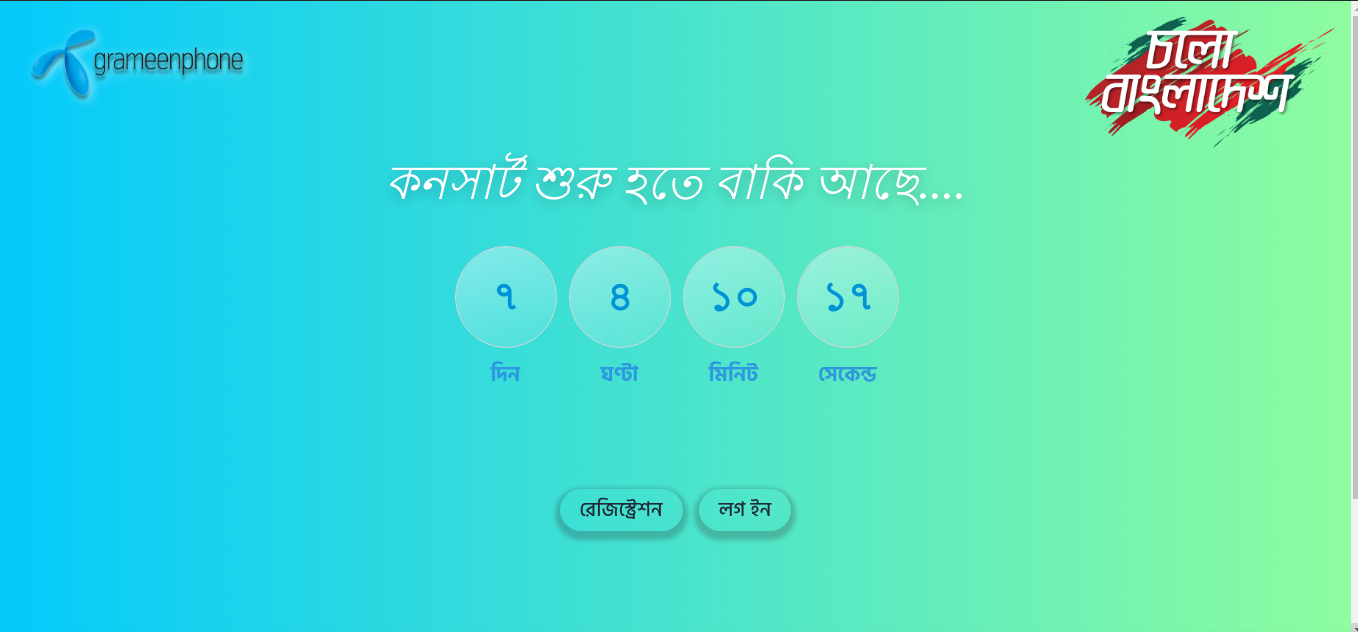 grameenphone
চলো
বাংলাদেশ
কনসার্ট শুরু হতে বাকি আছে....
৭ ৪ ১০ ১৭
দিন ঘণ্টা মিনিট সেকেন্ড
রেজিস্ট্রেশন লগ ইন